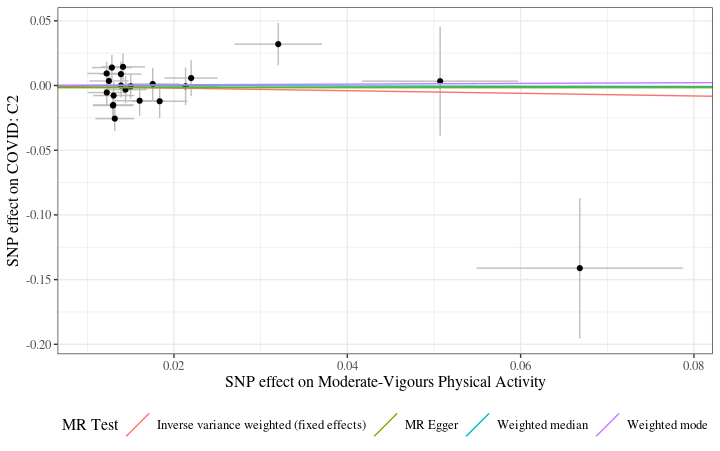 0.05
0.00
-0.05
-0.10
-0.15
-0.20
SNP effect on COVID: C2
0.02 0.04 0.06 0.08
SNP effect on Moderate-Vigours Physical Activity
MR Test Inverse variance weighted (fixed effects) MR Egger Weighted median Weighted mode